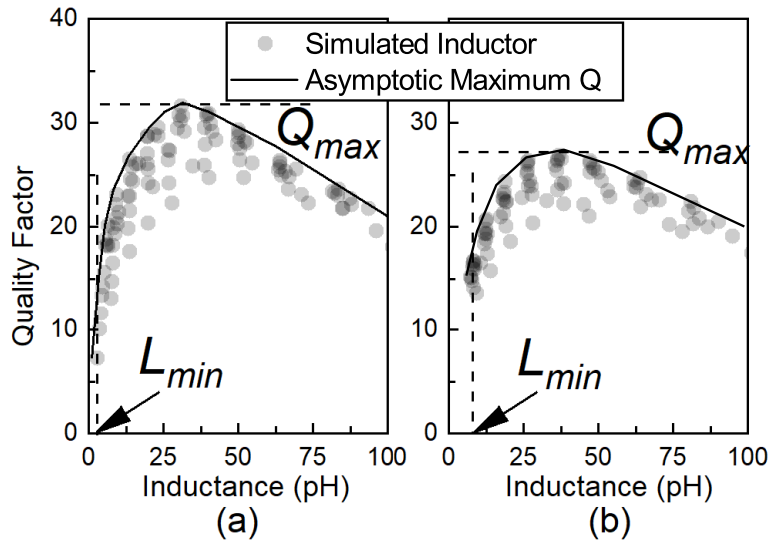 Simulated Inductor
Asymptotic Maximum Q
Quality Factor
40
30
20
10
0
Qmax
Lmin
0 25 50 75 100
Inductance (pH)
(a)
40
30
20
10
0
Qmax
Lmin
0 25 50 75 100
Inductance (pH)
(b)